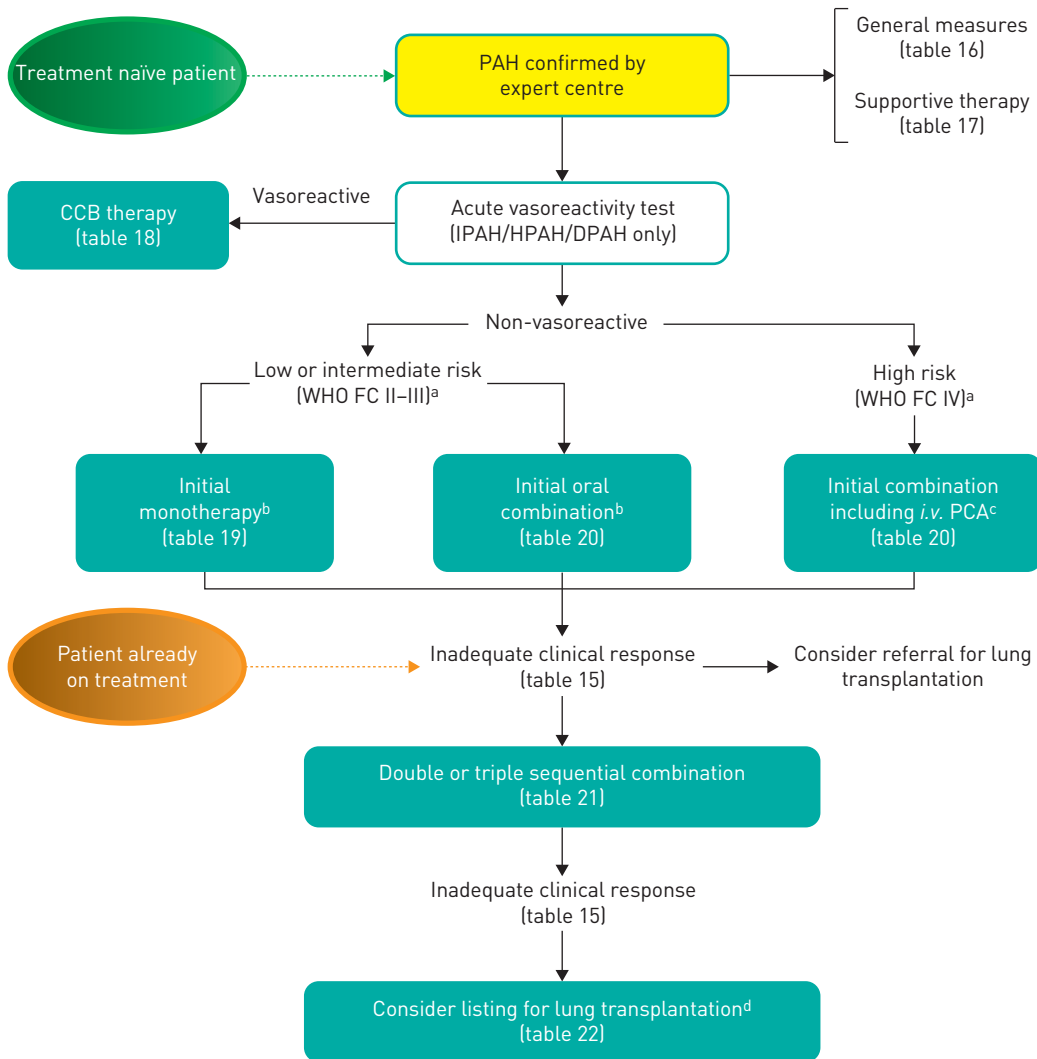 Treatment naïve patient
PAH confirmed by
expert centre
General measures
(table 16)
Supportive therapy
(table 17)
CCB therapy
(table 18)
Vasoreactive
Acute vasoreactivity test
(IPAH/HPAH/DPAH only)
Non-vasoreactive
Low or intermediate risk
(WHO FC II–III)ᵃ
High risk
(WHO FC IV)ᵃ
Initial
monotherapyᵇ
(table 19)
Initial oral
combinationᵇ
(table 20)
Initial combination
including i.v. PCAᶜ
(table 20)
Patient already
on treatment
Inadequate clinical response
(table 15)
Consider referral for lung
transplantation
Double or triple sequential combination
(table 21)
Inadequate clinical response
(table 15)
Consider listing for lung transplantationᵈ
(table 22)